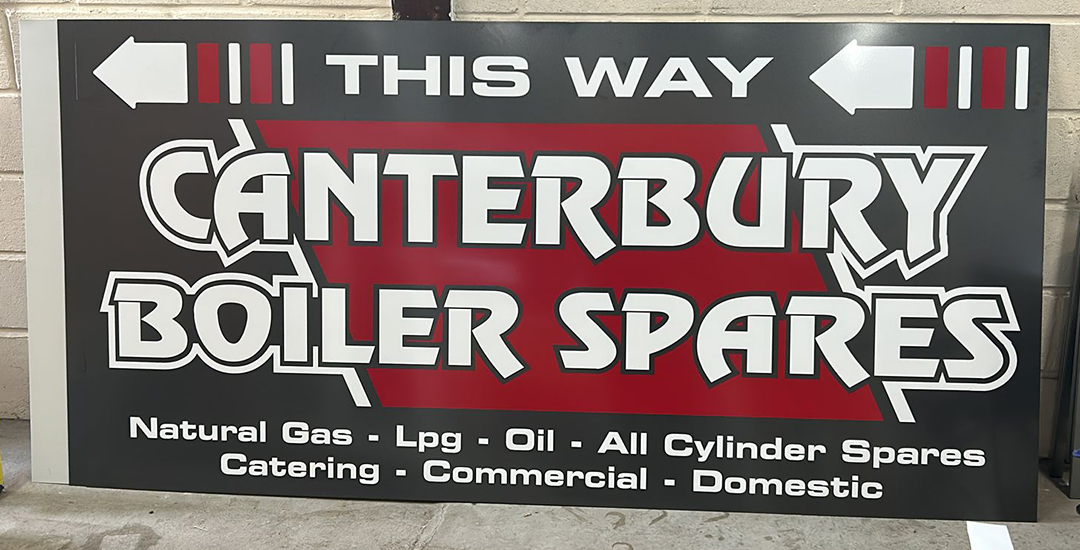 THIS WAY
CANTERBURY
BOILER SPARES
Natural Gas - Lpg - Oil - All Cylinder Spares
Catering - Commercial - Domestic